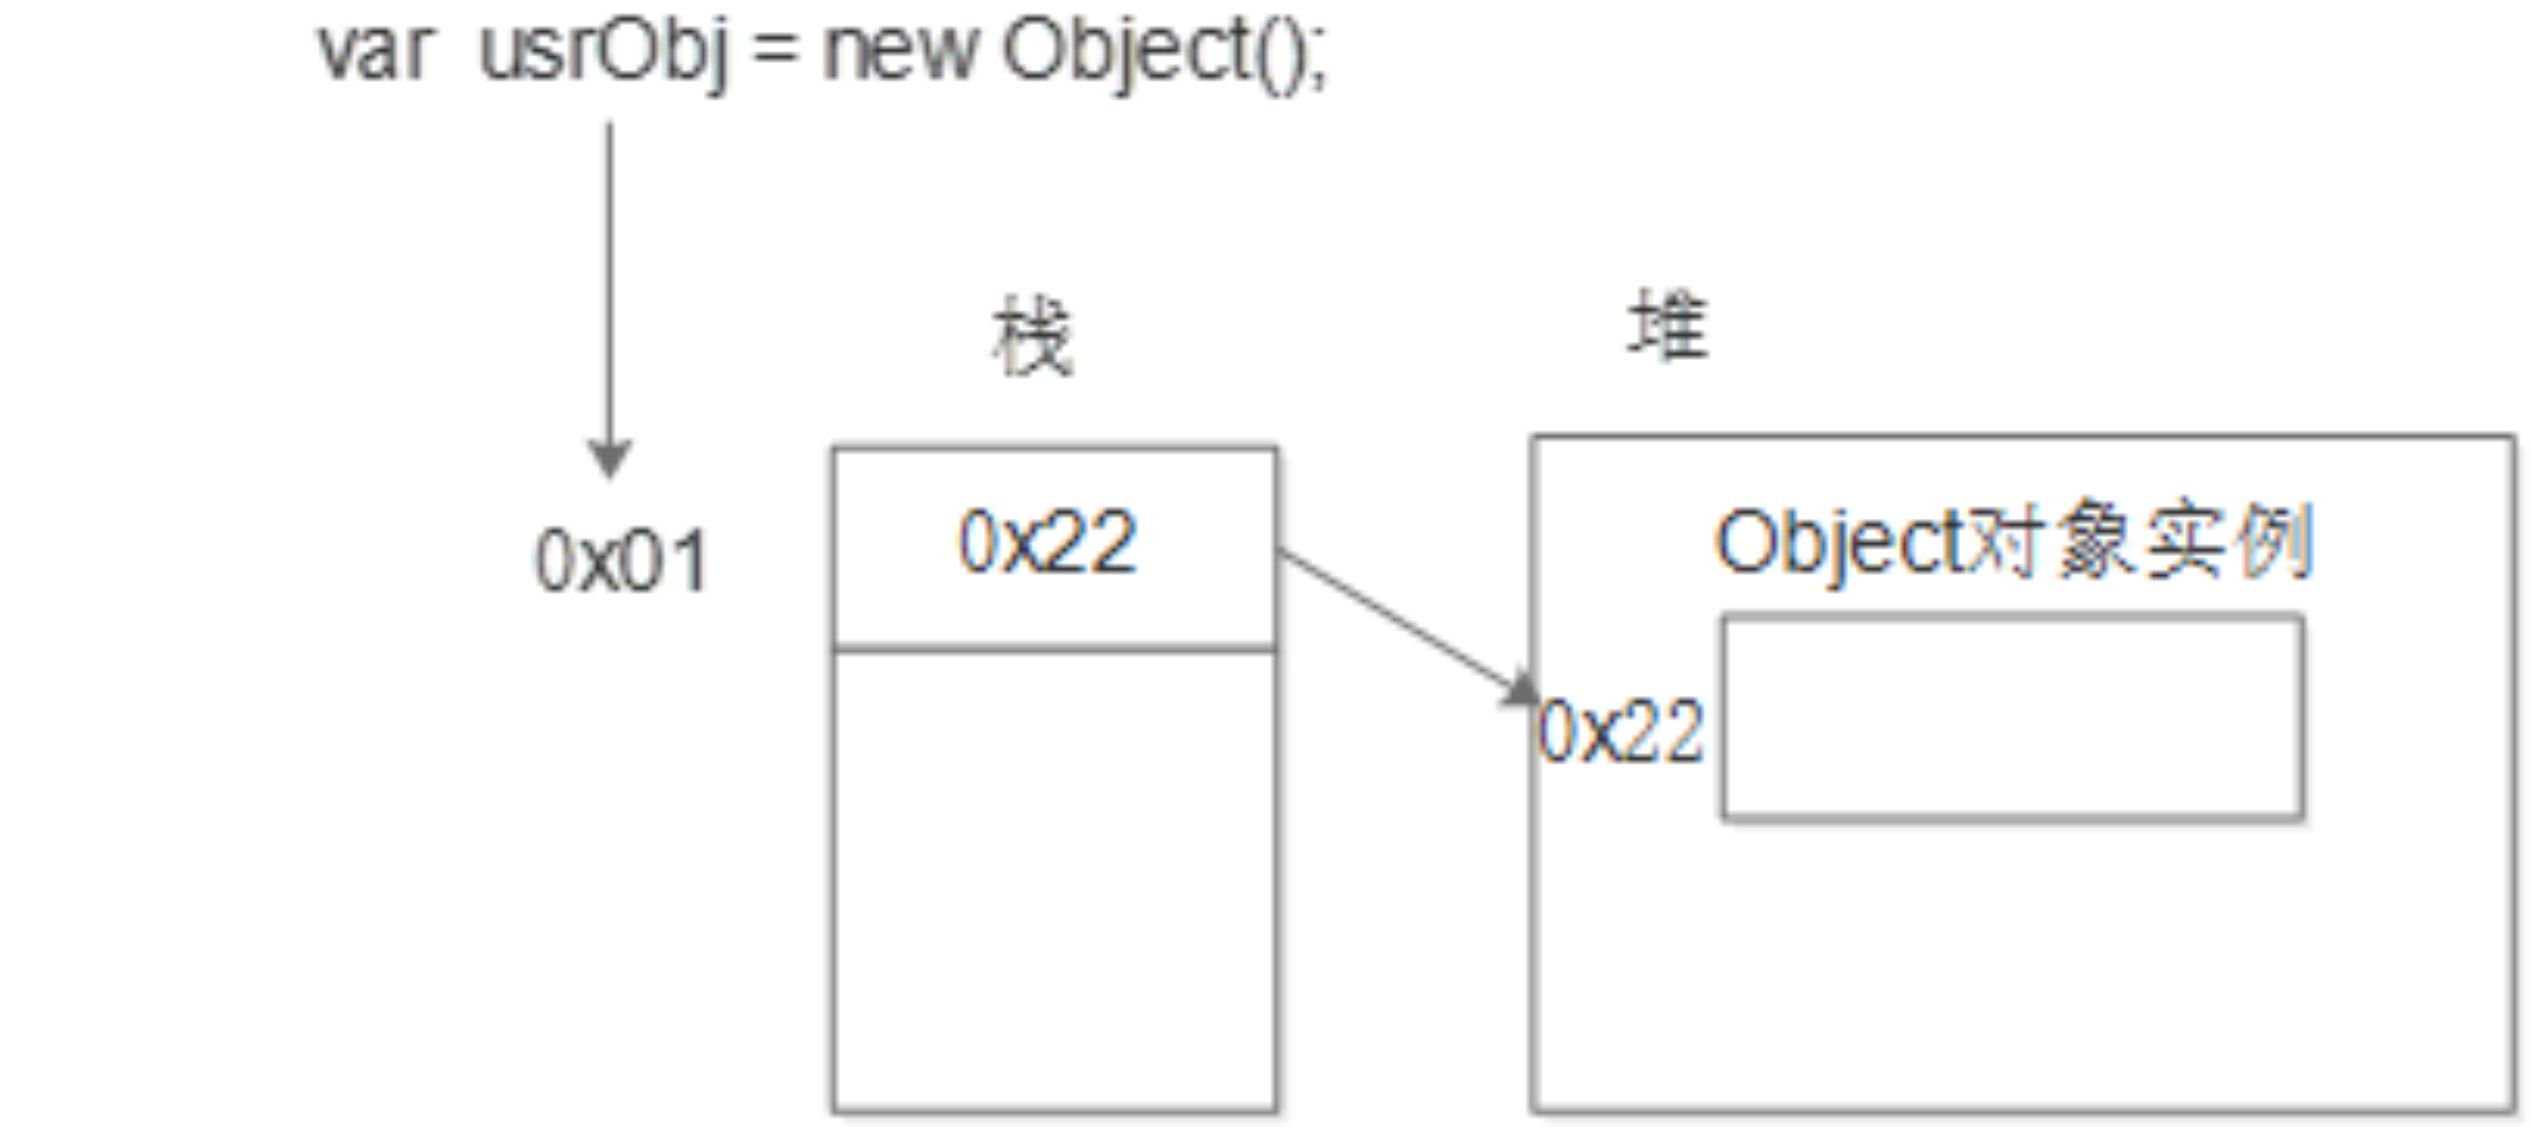 var usrObj = new Object();
栈
堆
0x01
0x22
Object对象实例
0x22